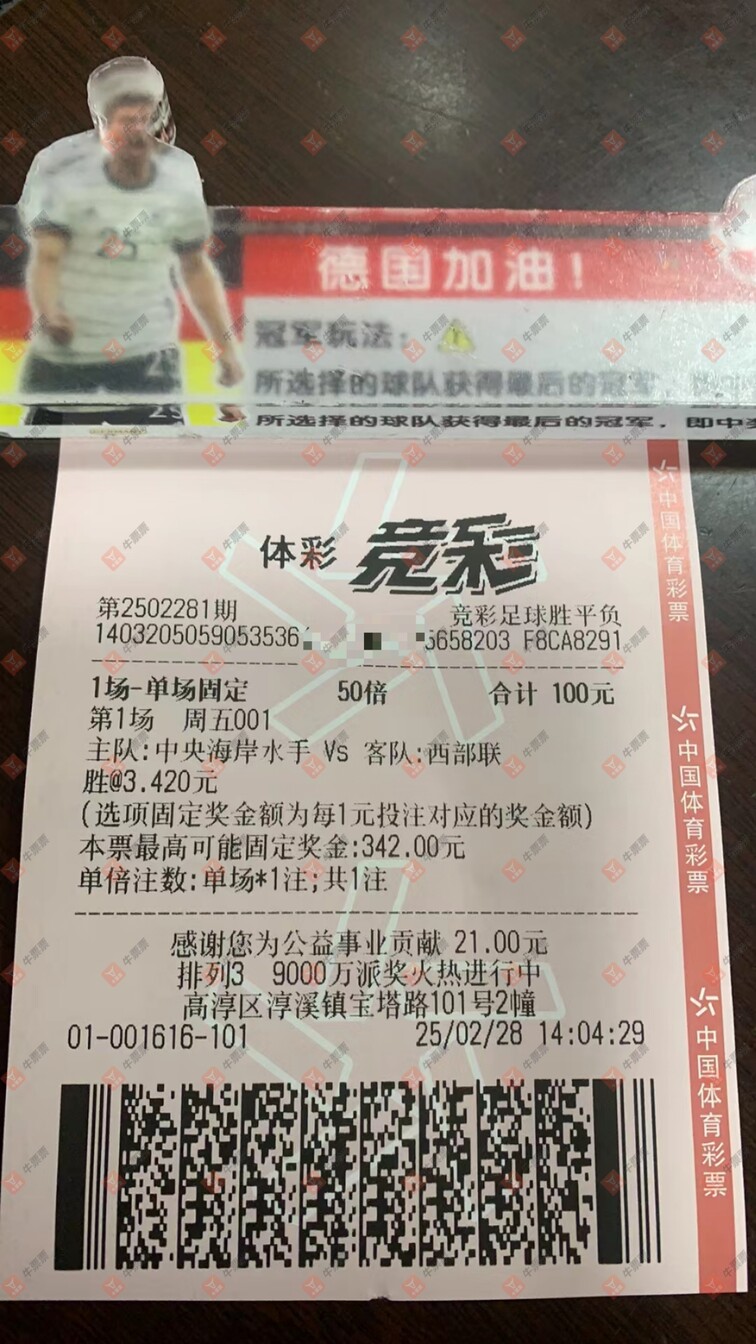 德国加油！
冠军玩法：
所选择的球队获得最后的冠军
所选择的球队获得最后的冠军，即中
体彩 竞彩
第2502281期 竞彩足球胜平负
1403205059053536 5658203 F8CA8291
1场-单场固定 50倍 合计 100元
第1场 周五001
主队:中央海岸水手 Vs 客队:西部联
胜@3.420元
(选项固定奖金额为每1元投注对应的奖金额)
本票最高可能固定奖金:342.00元
单倍注数:单场*1注;共1注
感谢您为公益事业贡献 21.00元
排列3 9000万派奖火热进行中
高淳区淳溪镇宝塔路101号2幢
01-001616-101 25/02/28 14:04:29
中国体育彩票
中国体育彩票
中国体育彩票
牛票票